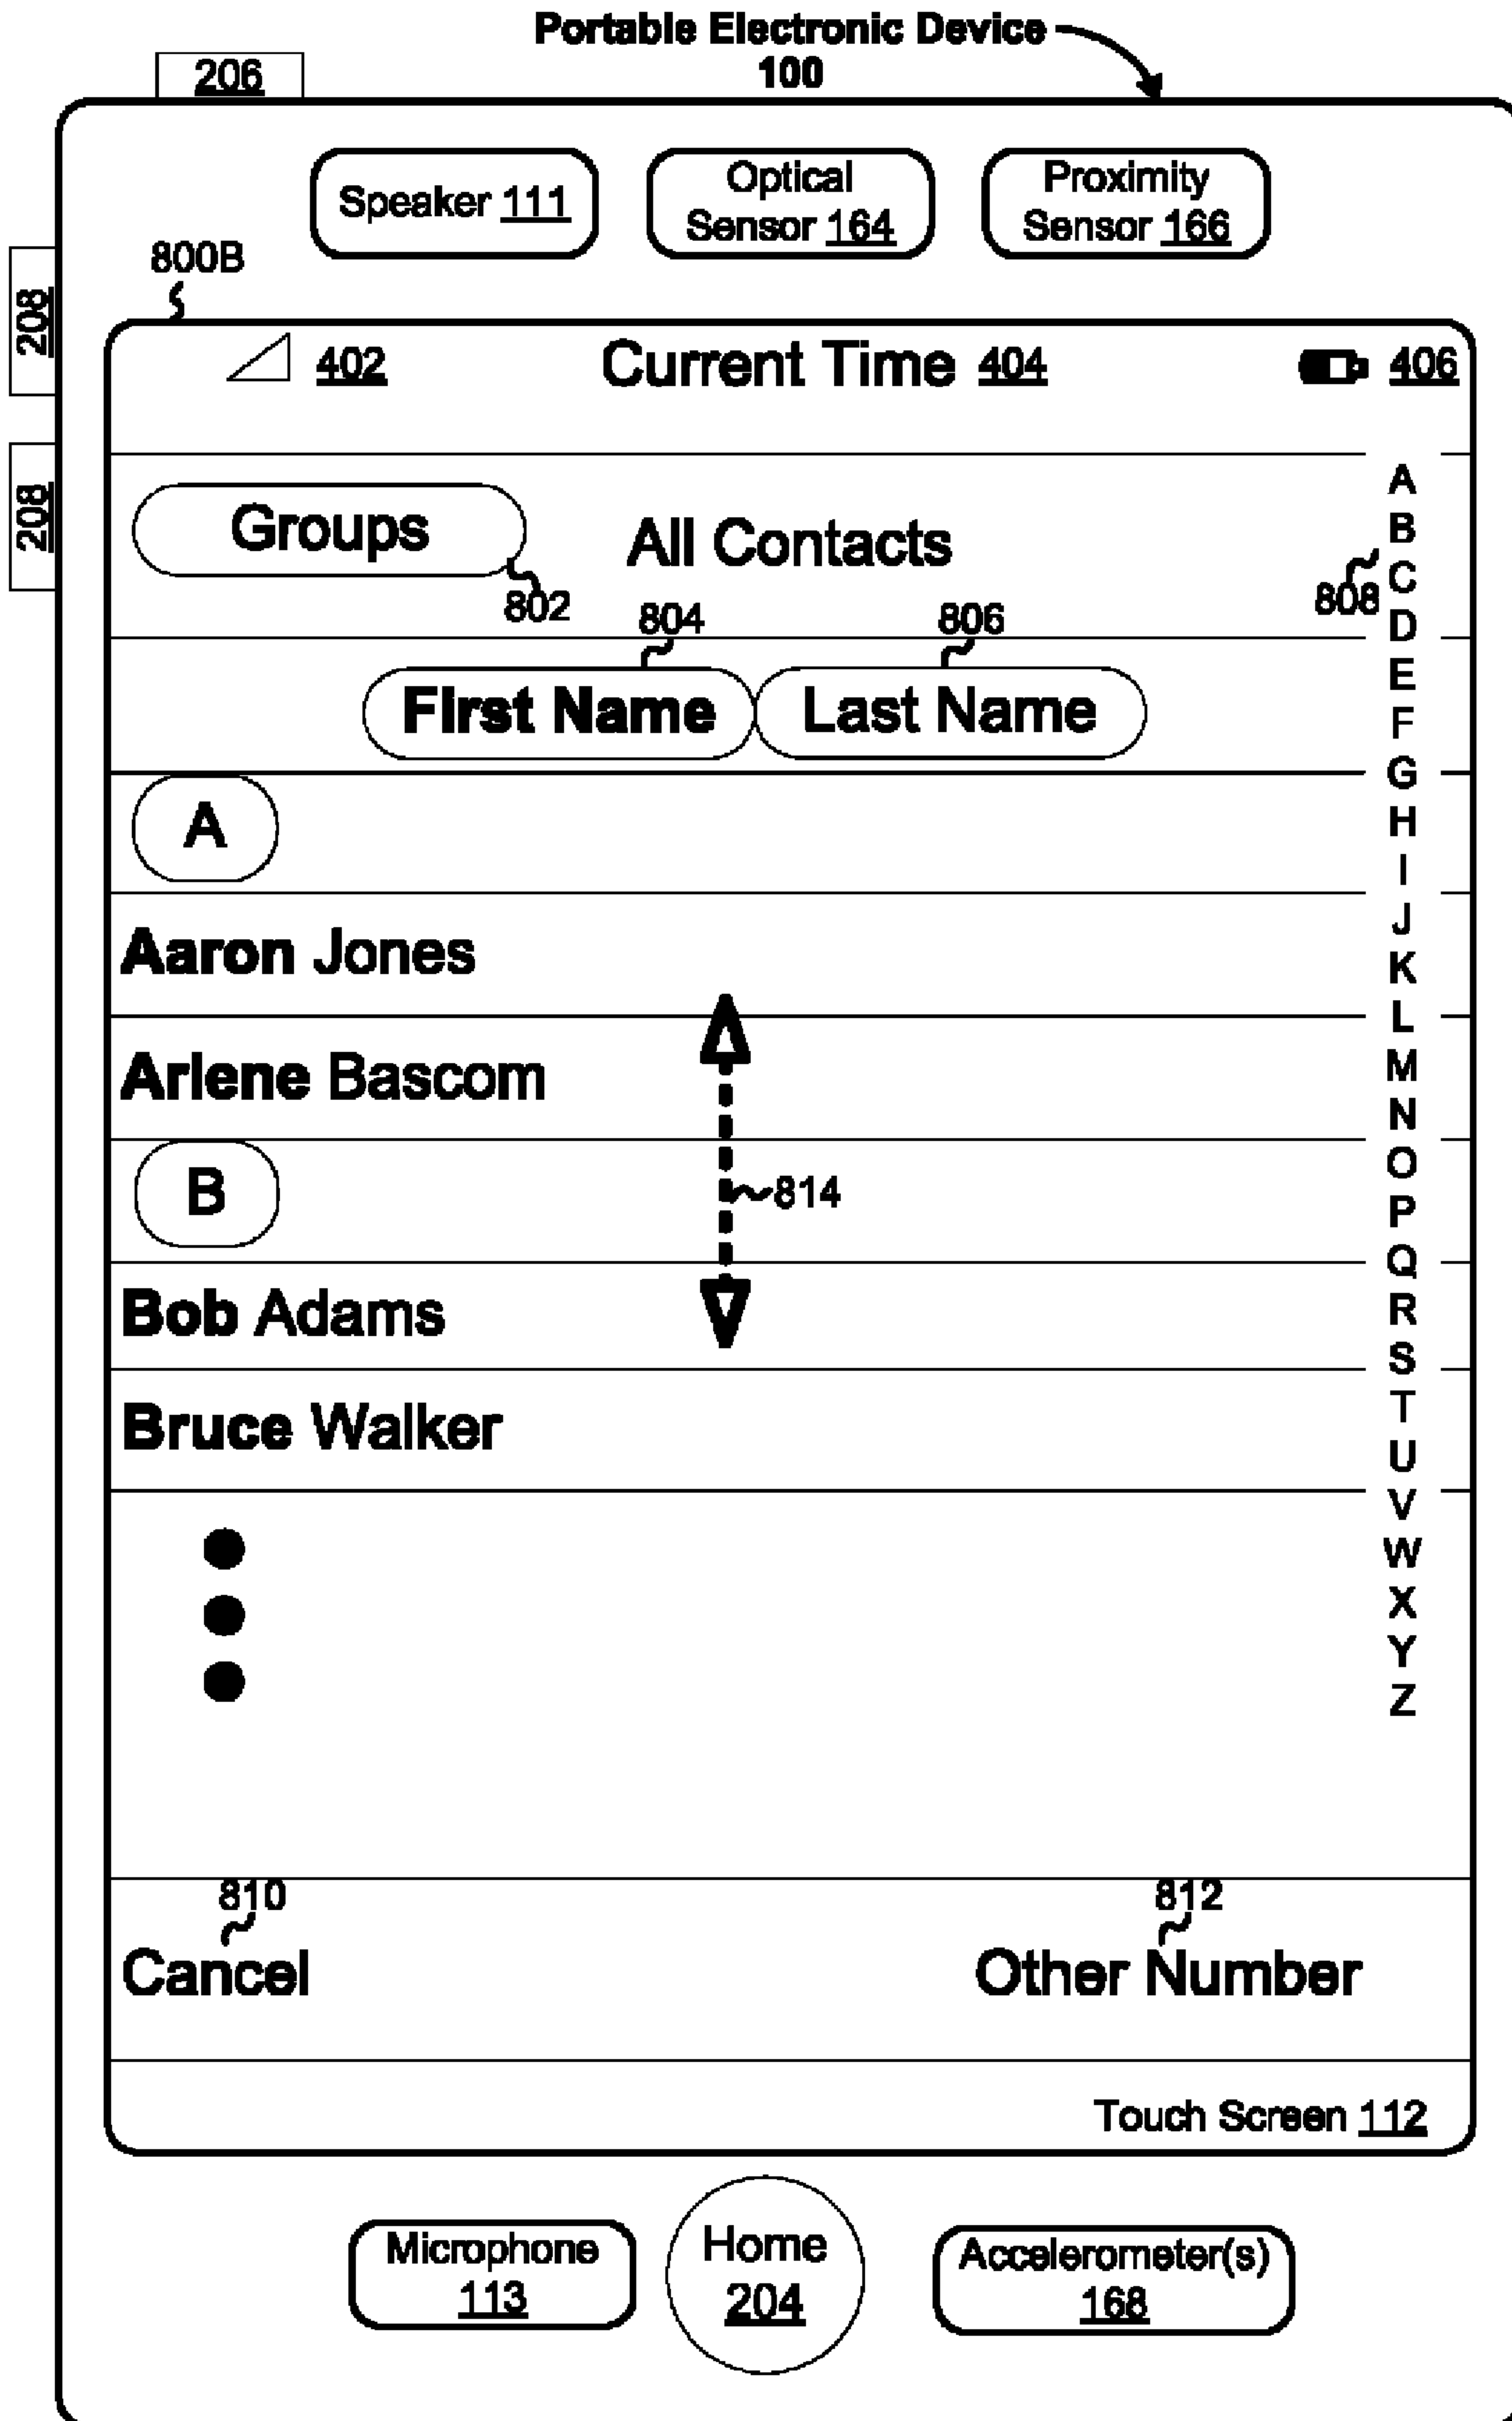 Portable Electronic Device
100
206
Speaker 111
Optical
Sensor 164
Proximity
Sensor 166
800B
208
208
402
Current Time 404
406
Groups
802
All Contacts
808
804
806
First Name
Last Name
A
Aaron Jones
Arlene Bascom
B
814
Bob Adams
Bruce Walker
A
B
C
D
E
F
G
H
I
J
K
L
M
N
O
P
Q
R
S
T
U
V
W
X
Y
Z
810
812
Cancel
Other Number
Touch Screen 112
Microphone
113
Home
204
Accelerometer(s)
168